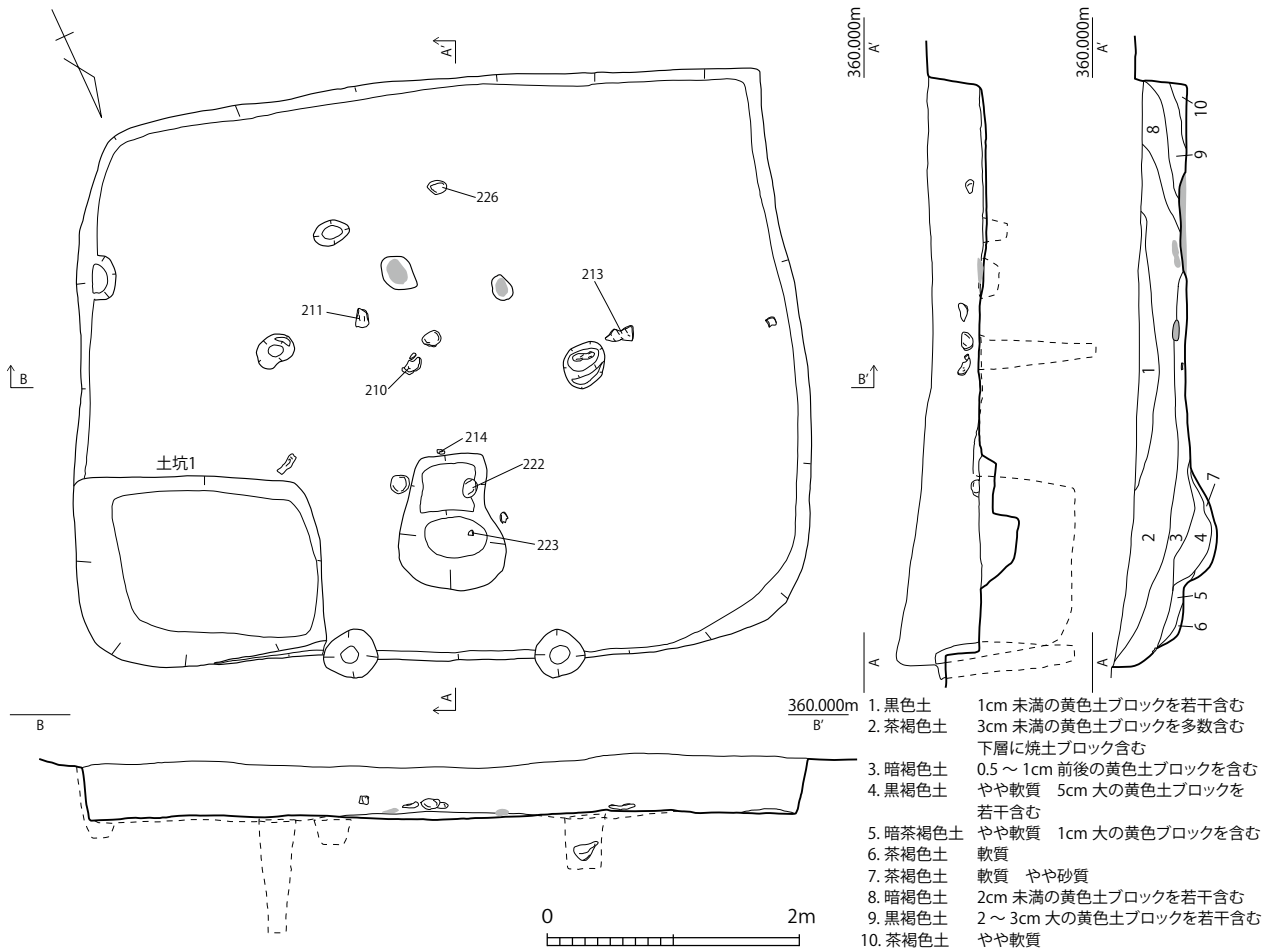 A'
360.000m
A'
360.000m
A'
226
213
211
210
B
B'
土坑1
214
222
223
A
A
A
8
10
9
1
7
2
3
4
5
6
B
360.000m
B'
0
2m
1. 黒色土 1cm 未満の黄色土ブロックを若干含む
2. 茶褐色土 3cm 未満の黄色土ブロックを多数含む
下層に焼土ブロック含む
3. 暗褐色土 0.5 ～ 1cm 前後の黄色土ブロックを含む
4. 黒褐色土 やや軟質 5cm 大の黄色土ブロックを
若干含む
5. 暗茶褐色土 やや軟質 1cm 大の黄色ブロックを含む
6. 茶褐色土 軟質
7. 茶褐色土 軟質 やや砂質
8. 暗褐色土 2cm 未満の黄色土ブロックを若干含む
9. 黒褐色土 2 ～ 3cm 大の黄色土ブロックを若干含む
10. 茶褐色土 やや軟質